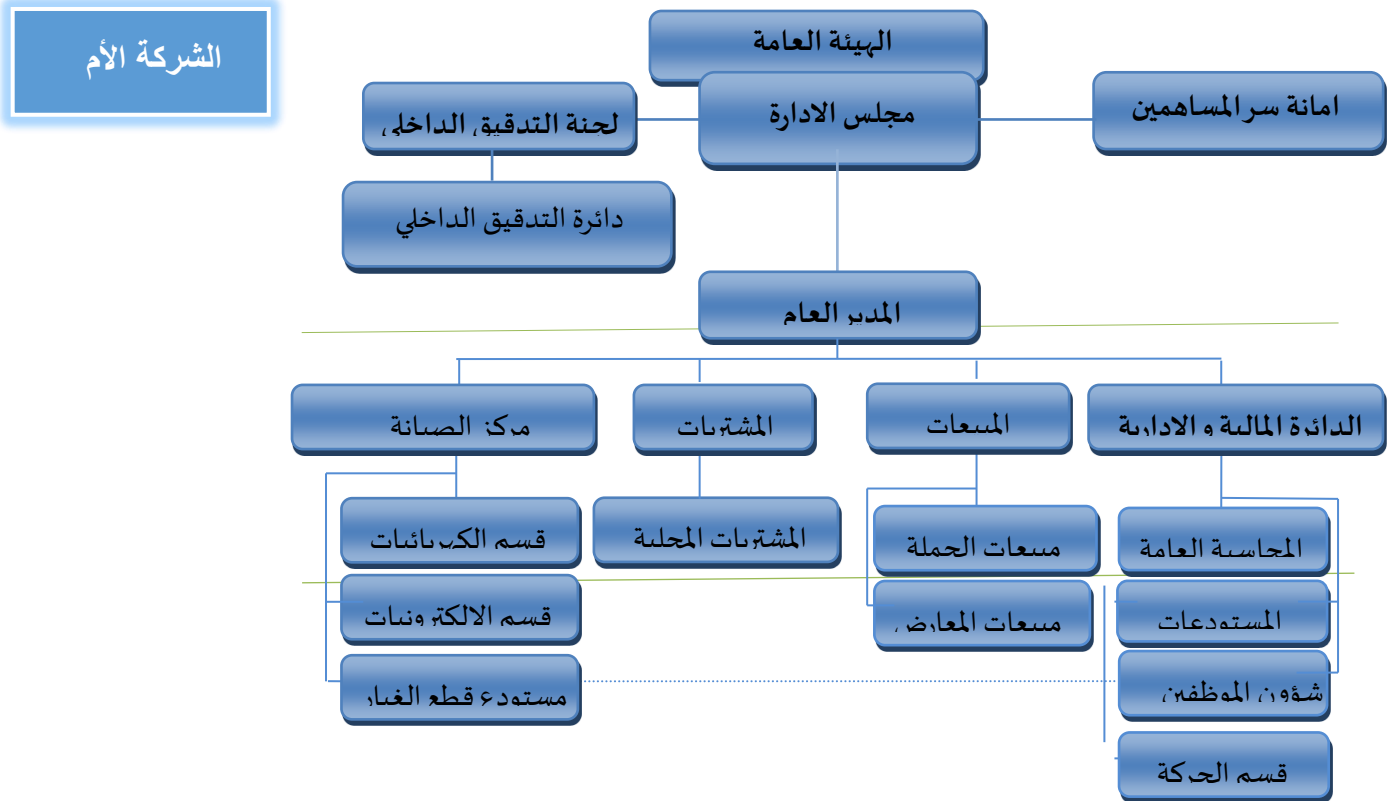 الشركة الأم
الهيئة العامة
مجلس الادارة
امانة سر المساهمين
لجنة التدقيق الداخلي
دائرة التدقيق الداخلي
المدير العام
الدائرة المالية و الادارية
المبيعات
المشتريات
مركز الصيانة
المحاسبة العامة
المستودعات
شؤون الموظفين
قسم الحركة
مبيعات الجملة
مبيعات المعارض
المشتريات المحلية
قسم الكهربائيات
قسم الالكترونيات
مستودع قطع الغيار